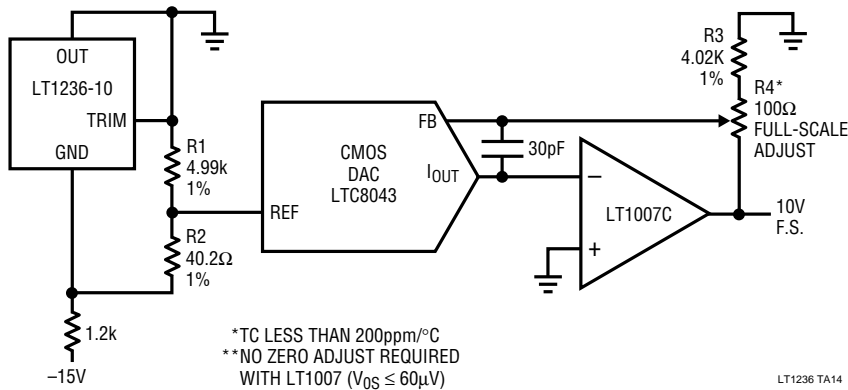 OUT
LT1236-10
TRIM
GND
R1
4.99k
1%
R2
40.2Ω
1%
1.2k
–15V
REF
CMOS
DAC
LTC8043
FB
IOUT
30pF
–
+
LT1007C
R3
4.02K
1%
R4*
100Ω
FULL-SCALE
ADJUST
10V
F.S.
*TC LESS THAN 200ppm/°C
**NO ZERO ADJUST REQUIRED
WITH LT1007 (V0S ≤ 60µV)
LT1236 TA14